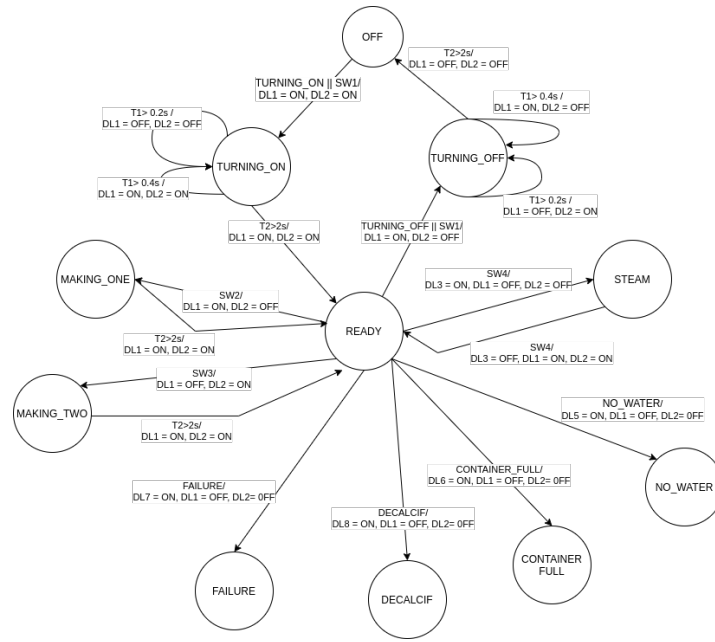 OFF
T2>2s/
DL1 = OFF, DL2 = OFF
TURNING_ON || SW1/
DL1 = ON, DL2 = ON
T1> 0.4s /
DL1 = ON, DL2 = OFF
T1> 0.2s /
DL1 = OFF, DL2 = OFF
TURNING_ON
TURNING_OFF
T1> 0.4s /
DL1 = ON, DL2 = ON
T1> 0.2s /
DL1 = OFF, DL2 = ON
T2>2s/
DL1 = ON, DL2 = ON
TURNING_OFF || SW1/
DL1 = ON, DL2 = OFF
MAKING_ONE
SW4/
DL3 = ON, DL1 = OFF, DL2 = OFF
STEAM
SW2/
DL1 = ON, DL2 = OFF
READY
T2>2s/
DL1 = ON, DL2 = ON
SW4/
DL3 = OFF, DL1 = ON, DL2 = ON
SW3/
DL1 = OFF, DL2 = ON
MAKING_TWO
T2>2s/
DL1 = ON, DL2 = ON
NO_WATER/
DL5 = ON, DL1 = OFF, DL2= 0FF
CONTAINER_FULL/
DL6 = ON, DL1 = OFF, DL2= 0FF
NO_WATER
FAILURE/
DL7 = ON, DL1 = OFF, DL2= 0FF
DECALCIF/
DL8 = ON, DL1 = OFF, DL2= 0FF
CONTAINER
FULL
FAILURE
DECALCIF